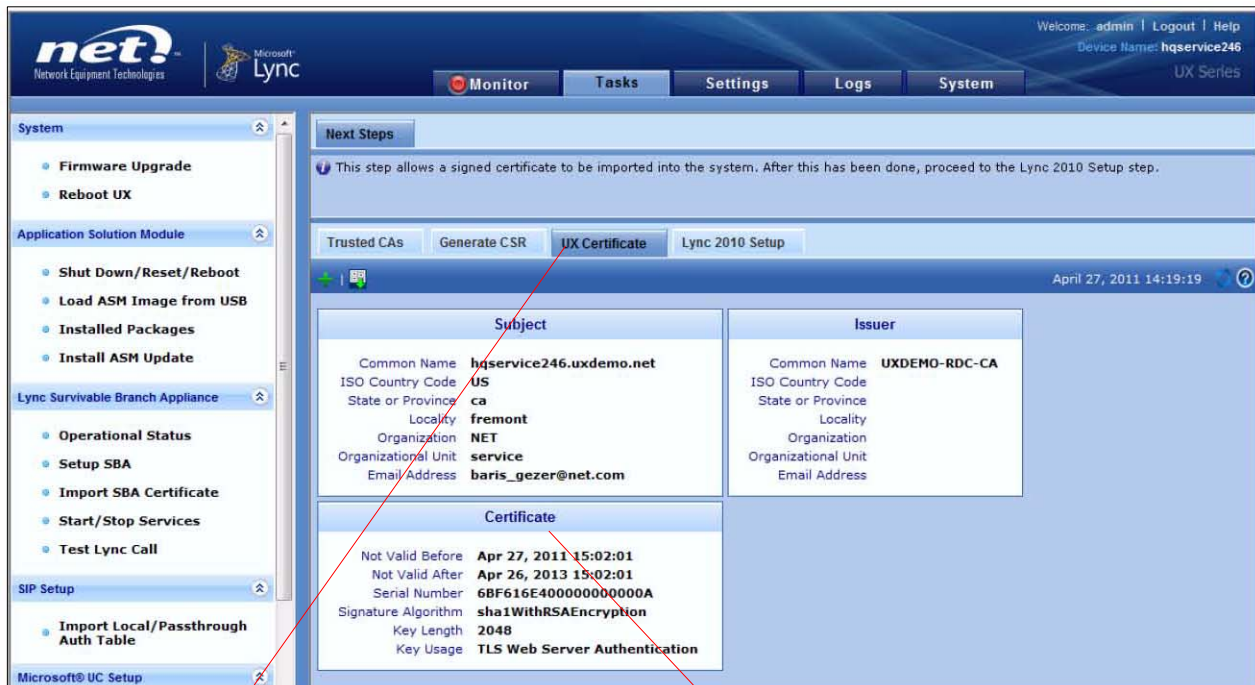 Welcome: admin | Logout | Help
net!
Network Equipment Technologies
Microsoft®
Lync
Device Name: hqservice246
UX Series
Monitor
Tasks
Settings
Logs
System
System
Firmware Upgrade
Reboot UX
Application Solution Module
Shut Down/Reset/Reboot
Load ASM Image from USB
Installed Packages
Install ASM Update
Lync Survivable Branch Appliance
Operational Status
Setup SBA
Import SBA Certificate
Start/Stop Services
Test Lync Call
SIP Setup
Import Local/Passthrough
Auth Table
Microsoft® UC Setup
Next Steps
This step allows a signed certificate to be imported into the system. After this has been done, proceed to the Lync 2010 Setup step.
Trusted CAs
Generate CSR
UX Certificate
Lync 2010 Setup
April 27, 2011 14:19:19
Subject
Common Name hqservice246.uxdemo.net
ISO Country Code US
State or Province ca
Locality fremont
Organization NET
Organizational Unit service
Email Address baris_gezer@net.com
Issuer
Common Name UXDEMO-RDC-CA
ISO Country Code
State or Province
Locality
Organization
Organizational Unit
Email Address
Certificate
Not Valid Before Apr 27, 2011 15:02:01
Not Valid After Apr 26, 2013 15:02:01
Serial Number 6BF616E400000000000A
Signature Algorithm sha1WithRSAEncryption
Key Length 2048
Key Usage TLS Web Server Authentication